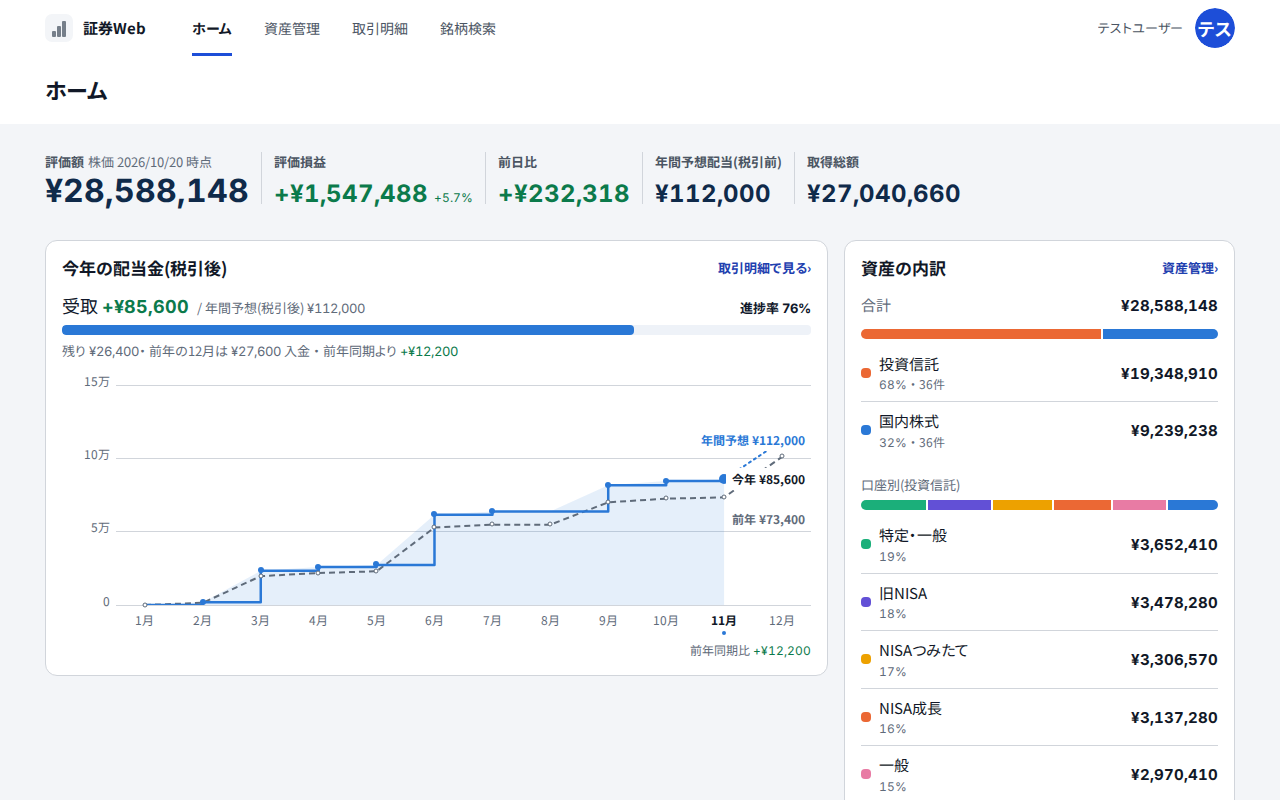 証券Web ホーム 資産管理 取引明細 銘柄検索 テストユーザー テス
ホーム
評価額 株価 2026/10/20 時点
¥28,588,148
評価損益
+¥1,547,488 +5.7%
前日比
+¥232,318
年間予想配当(税引前)
¥112,000
取得総額
¥27,040,660
今年の配当金(税引後) 取引明細で見る›
受取 +¥85,600 / 年間予想(税引後) ¥112,000 進捗率 76%
残り ¥26,400・前年の12月は ¥27,600 入金・前年同期より +¥12,200
15万
10万
5万
0
年間予想 ¥112,000
今年 ¥85,600
前年 ¥73,400
1月 2月 3月 4月 5月 6月 7月 8月 9月 10月 11月 12月
前年同期比 +¥12,200
資産の内訳 資産管理›
合計 ¥28,588,148
投資信託 ¥19,348,910
68%・36件
国内株式 ¥9,239,238
32%・36件
口座別(投資信託)
特定・一般 ¥3,652,410
19%
旧NISA ¥3,478,280
18%
NISAつみたて ¥3,306,570
17%
NISA成長 ¥3,137,280
16%
一般 ¥2,970,410
15%